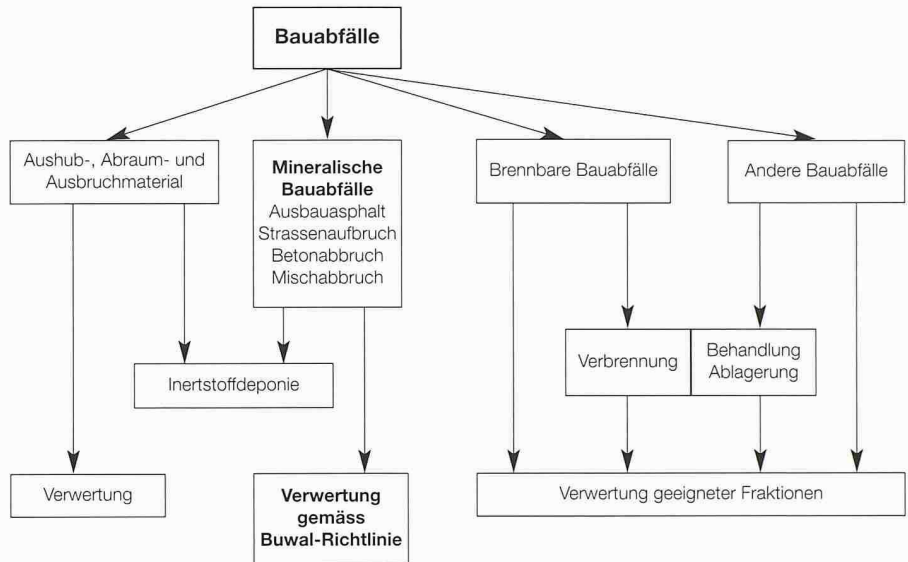 Bauabfälle
Aushub-, Abraum- und
Ausbruchmaterial
Mineralische
Bauabfälle
Ausbauasphalt
Strassenaufbruch
Betonabbruch
Mischabbruch
Brennbare Bauabfälle
Andere Bauabfälle
Inertstoffdeponie
Verbrennung
Behandlung
Ablagerung
Verwertung
Verwertung
gemäss
Buwal-Richtlinie
Verwertung geeigneter Fraktionen